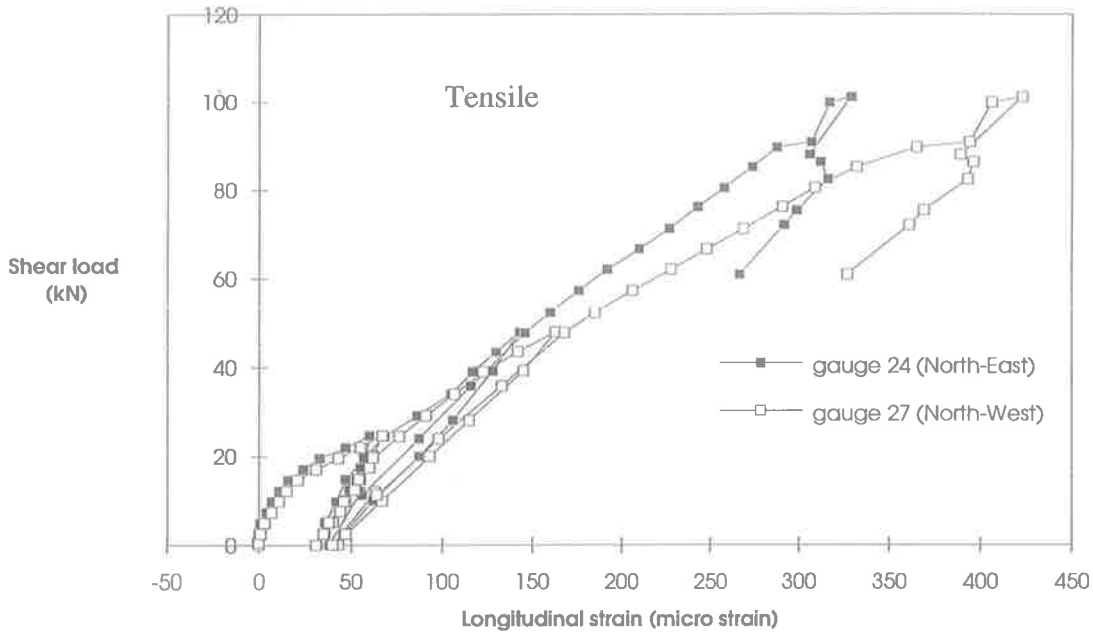 120
100
80
60
40
20
0
Tensile
Shear load
(kN)
gauge 24 (North-East)
gauge 27 (North-West)
-50 0 50 100 150 200 250 300 350 400 450
Longitudinal strain (micro strain)